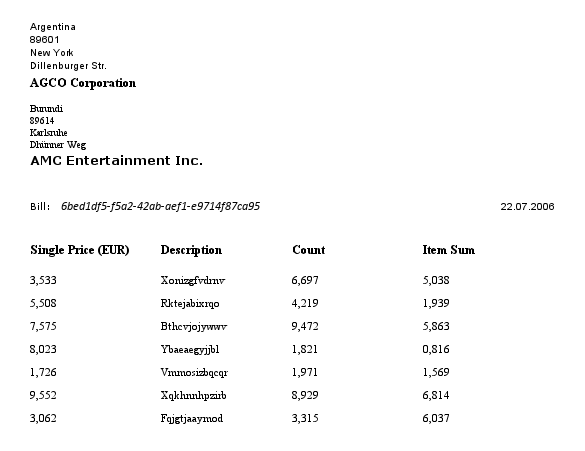 Argentina
89601
New York
Dillenburger Str.
AGCO Corporation
Burundi
89614
Karlsruhe
Dhünner Weg
AMC Entertainment Inc.
Bill: 6bed1df5-f5a2-42ab-aef1-e9714f87ca95 22.07.2006
Single Price (EUR) Description Count Item Sum
3,533 Xonizgfvdrnv 6,697 5,038
5,508 Rktejabixrqo 4,219 1,939
7,575 Bthcvjojywwv 9,472 5,863
8,023 Ybaeaegyjjbl 1,821 0,816
1,726 Vmmosizbqcqr 1,971 1,569
9,552 Xqkhnnhpzirb 8,929 6,814
3,062 Fqjgtjaaymod 3,315 6,037